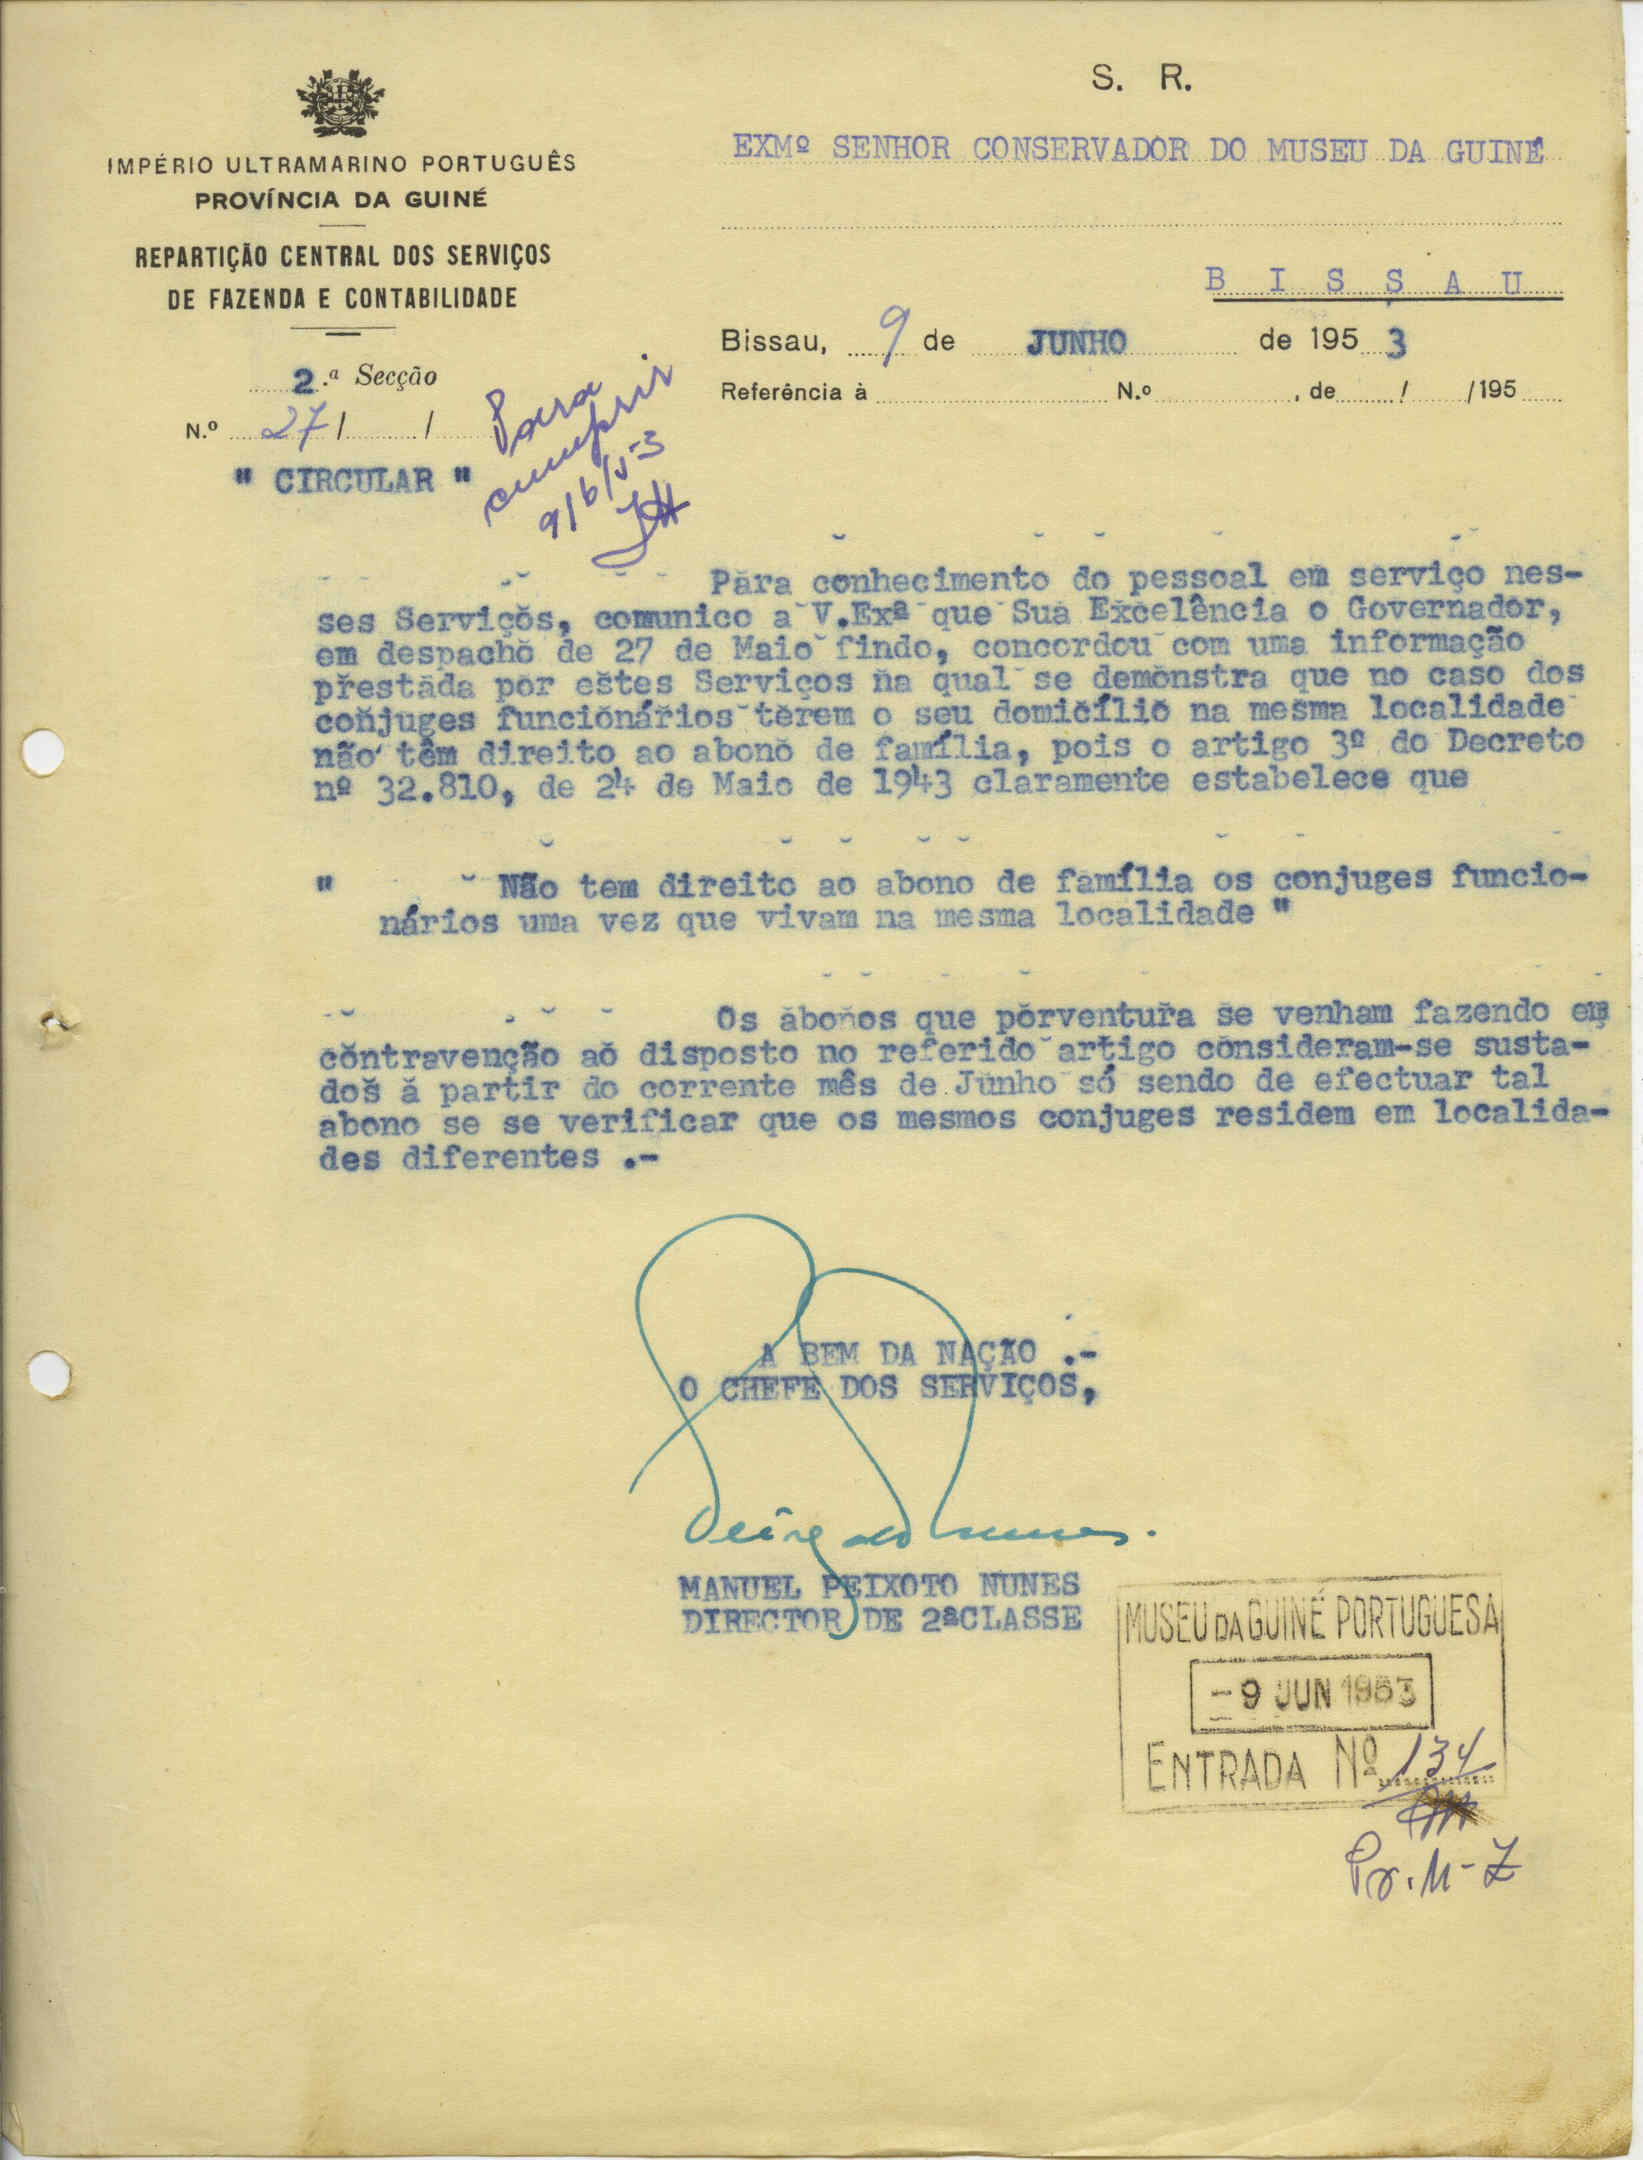 S. R.
IMPÉRIO ULTRAMARINO PORTUGUÊS
PROVÍNCIA DA GUINÉ
REPARTIÇÃO CENTRAL DOS SERVIÇOS
DE FAZENDA E CONTABILIDADE
2.ª Secção
N.º 27 / /
" CIRCULAR "
Para
cumprir
9/6/53
EXMº SENHOR CONSERVADOR DO MUSEU DA GUINÉ
B I S S A U
Bissau, 9 de JUNHO de 1953
Referência à N.º , de / /195
Para conhecimento do pessoal em serviço nes-
ses Serviços, comunico a V.Exª que Sua Excelência o Governador,
em despacho de 27 de Maio findo, concordou com uma informação
prestada por estes Serviços na qual se demonstra que no caso dos
conjuges funcionários terem o seu domicílio na mesma localidade
não têm direito ao abono de família, pois o artigo 3º do Decreto
nº 32.810, de 24 de Maio de 1943 claramente estabelece que
" Não tem direito ao abono de família os conjuges funcio-
nários uma vez que vivam na mesma localidade "
Os abonos que porventura se venham fazendo em
contravenção ao disposto no referido artigo consideram-se susta-
dos à partir do corrente mês de Junho só sendo de efectuar tal
abono se se verificar que os mesmos conjuges residem em localida-
des diferentes .-
A BEM DA NAÇÃO .-
O CHEFE DOS SERVIÇOS,
MANUEL PEIXOTO NUNES
DIRECTOR DE 2ªCLASSE
MUSEU DA GUINÉ PORTUGUESA
-9 JUN 1953
ENTRADA Nº 134